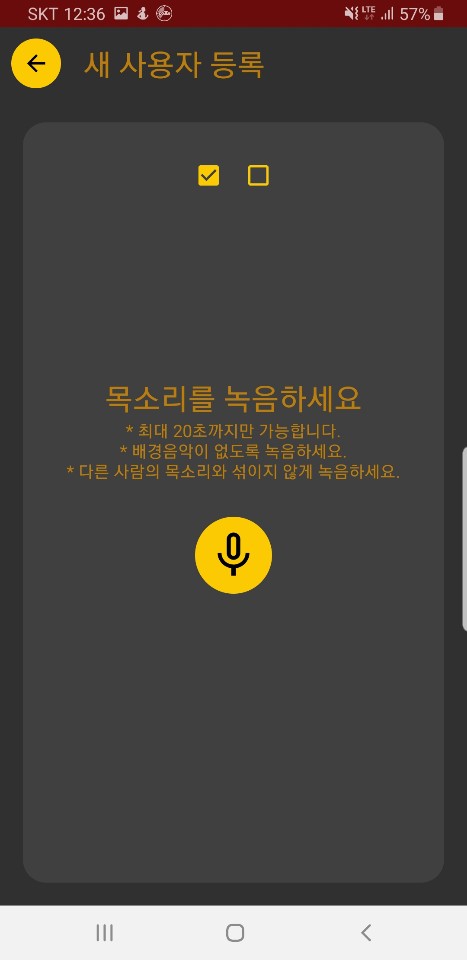 SKT 12:36 LTE 57%
새 사용자 등록
목소리를 녹음하세요
* 최대 20초까지만 가능합니다.
* 배경음악이 없도록 녹음하세요.
* 다른 사람의 목소리와 섞이지 않게 녹음하세요.